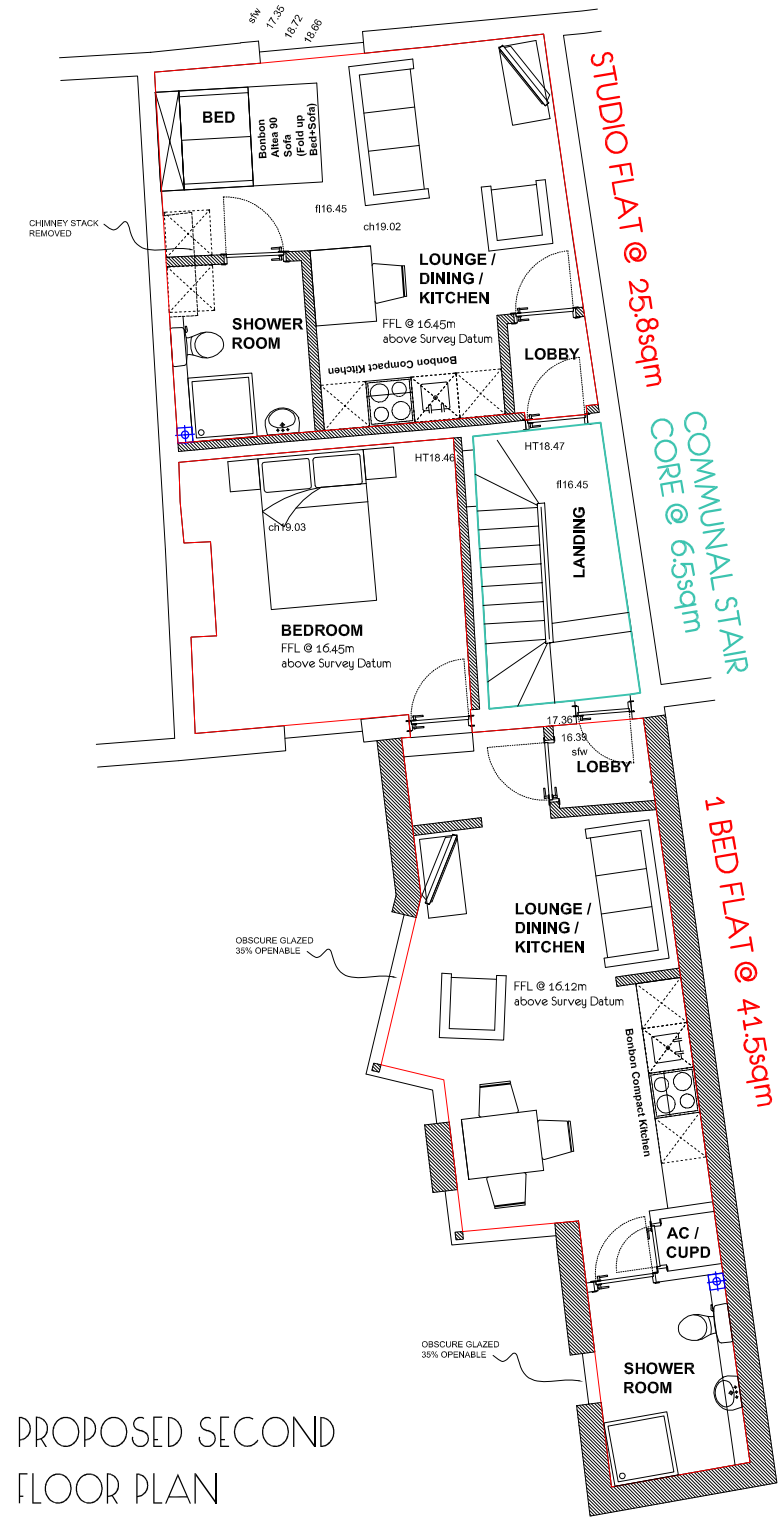 sfw
17.35
18.72
18.66
STUDIO FLAT @ 25.8sqm
BED
Bonbon
Altea 90
Sofa
(Fold up
Bed+Sofa)
CHIMNEY STACK
REMOVED
fl16.45
ch19.02
LOUNGE /
DINING /
KITCHEN
FFL @ 16.45m
above Survey Datum
SHOWER
ROOM
Bonbon Compact Kitchen
LOBBY
COMMUNAL STAIR
CORE @ 6.5sqm
HT18.46
HT18.47
fl16.45
ch19.03
LANDING
BEDROOM
FFL @ 16.45m
above Survey Datum
17.36
16.39
sfw
LOBBY
1 BED FLAT @ 41.5sqm
LOUNGE /
DINING /
KITCHEN
OBSCURE GLAZED
35% OPENABLE
FFL @ 16.12m
above Survey Datum
Bonbon Compact Kitchen
AC /
CUPD
OBSCURE GLAZED
35% OPENABLE
SHOWER
ROOM
PROPOSED SECOND
FLOOR PLAN